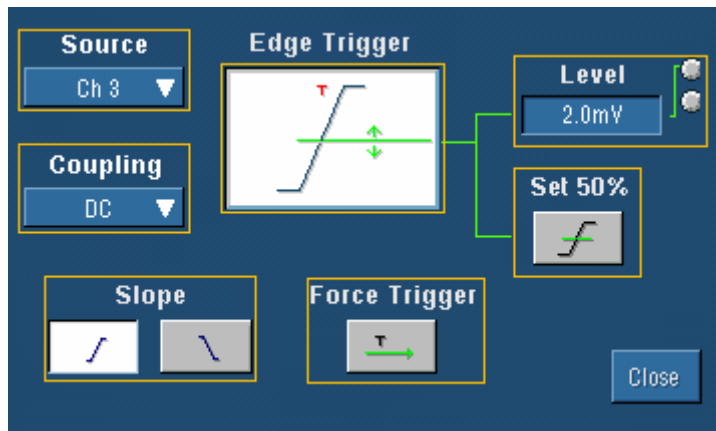 Source
Ch 3
Edge Trigger
T
Level
2.0mV
Coupling
DC
Set 50%
Slope
Force Trigger
T
Close